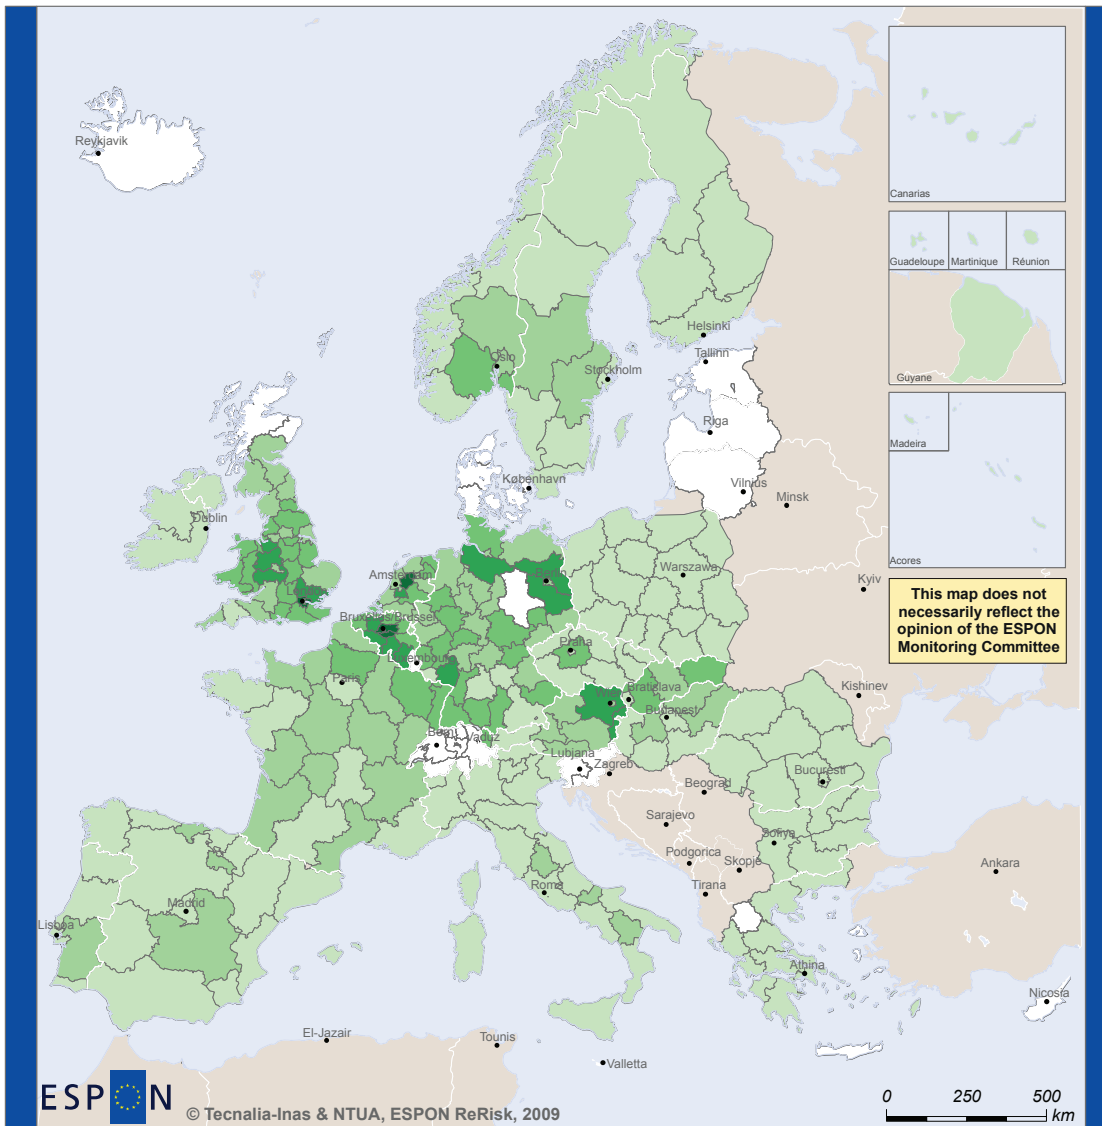 Reykjavik
Canarias
Guadeloupe
Martinique
Réunion
Guyane
Madeira
Acores
Helsinki
Tallinn
Oslo
Stockholm
Riga
København
Vilnius
Minsk
Dublin
Amsterdam
Berlin
Warszawa
Kyiv
London
Bruxelles/Brussel
This map does not
necessarily reflect the
opinion of the ESPON
Monitoring Committee
Praha
Luxembourg
Paris
Wien
Bratislava
Kishinev
Budapest
Bern
Vaduz
Lubjana
Zagreb
Bucuresti
Beograd
Sarajevo
Sofiya
Podgorica
Skopje
Ankara
Roma
Tirana
Madrid
Lisboa
Athina
Nicosia
El-Jazair
Tounis
Valletta
ESPON
© Tecnalia-Inas & NTUA, ESPON ReRisk, 2009
0 250 500
km